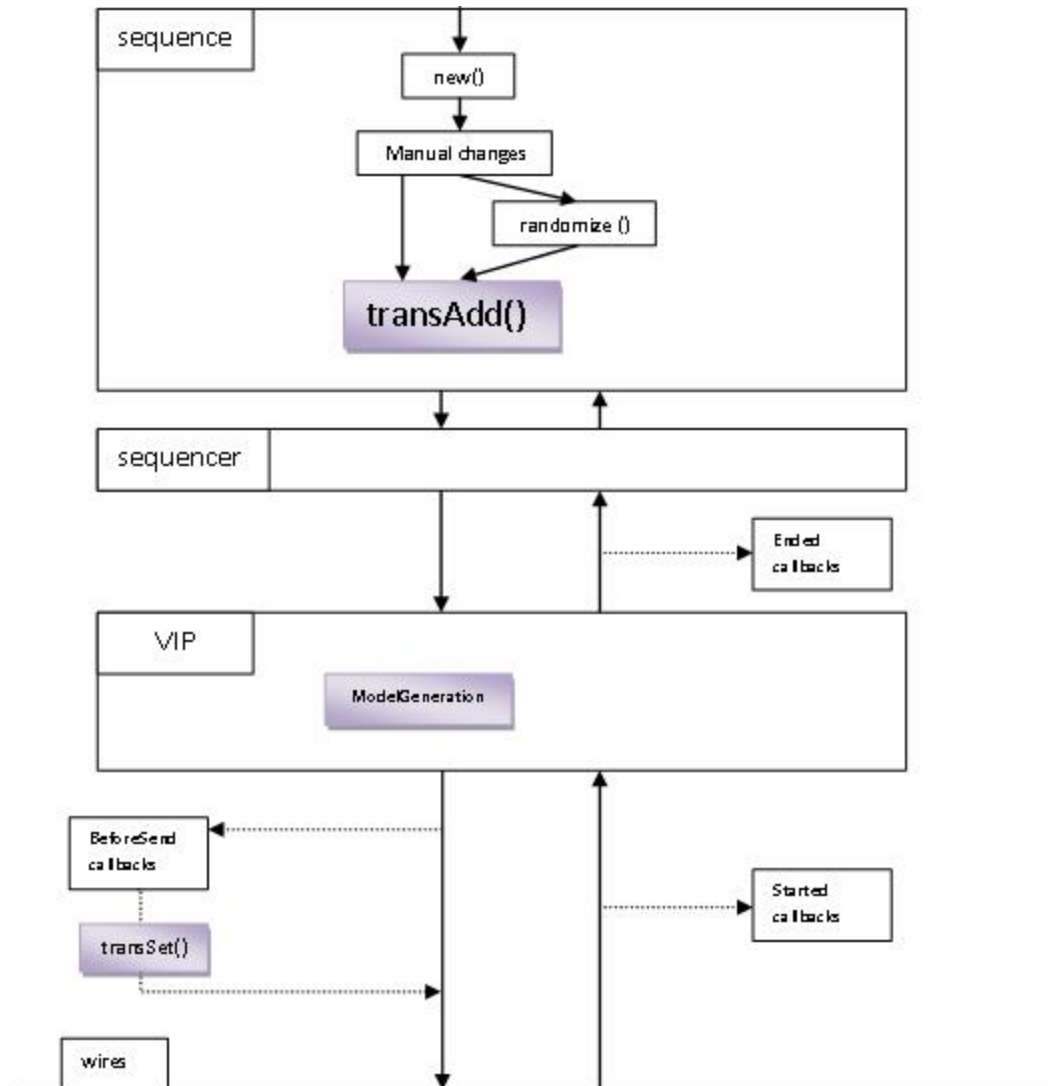 sequence
new()
Manual changes
randomize ()
transAdd()
sequencer
Ended
callbacks
VIP
ModelGeneration
BeforeSend
callbacks
Started
callbacks
transSet()
wires